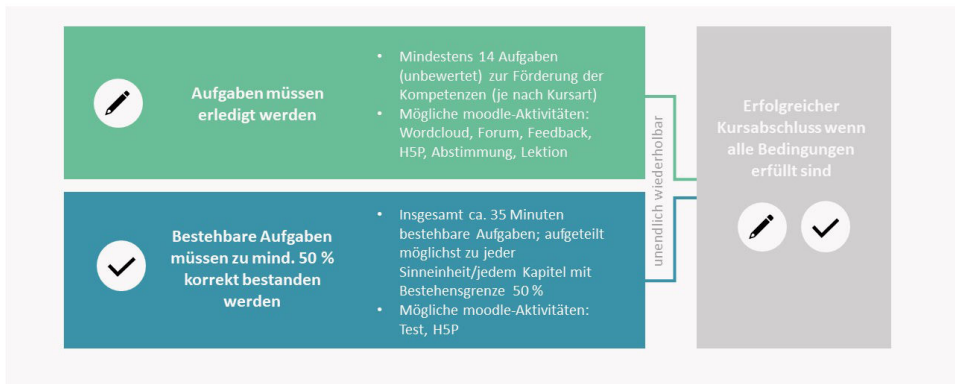 Aufgaben müssen
erledigt werden
• Mindestens 14 Aufgaben
(unbewertet) zur Förderung der
Kompetenzen (je nach Kursart)
• Mögliche moodle-Aktivitäten:
Wordcloud, Forum, Feedback,
H5P, Abstimmung, Lektion
Bestehbare Aufgaben
müssen zu mind. 50 %
korrekt bestanden
werden
• Insgesamt ca. 35 Minuten
bestehbare Aufgaben; aufgeteilt
möglichst zu jeder
Sinneinheit/jedem Kapitel mit
Bestehensgrenze 50 %
• Mögliche moodle-Aktivitäten:
Test, H5P
unendlich wiederholbar
Erfolgreicher
Kursabschluss wenn
alle Bedingungen
erfüllt sind